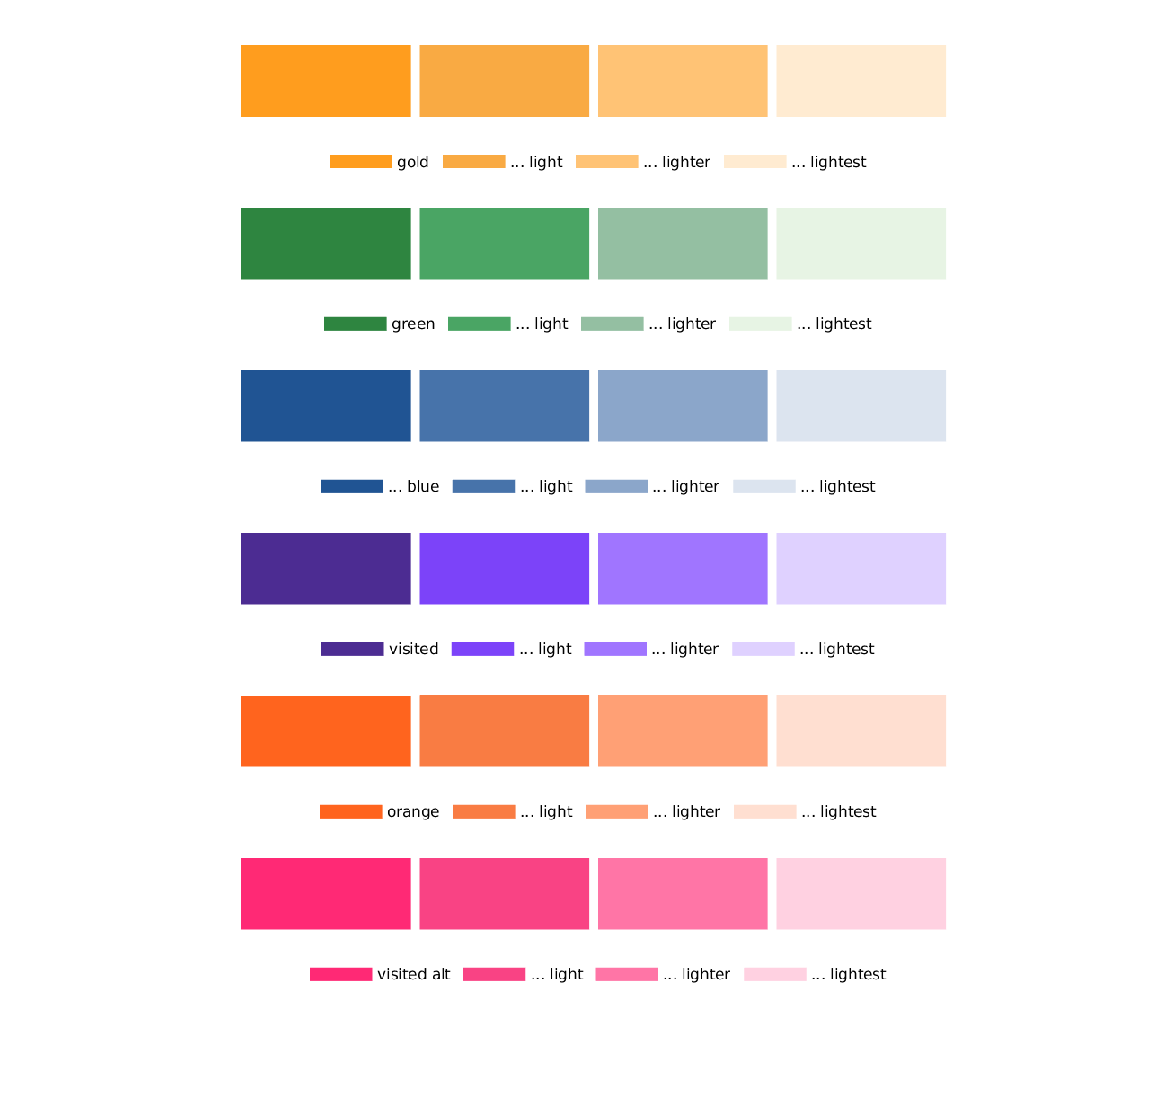 gold ... light ... lighter ... lightest
green ... light ... lighter ... lightest
... blue ... light ... lighter ... lightest
visited ... light ... lighter ... lightest
orange ... light ... lighter ... lightest
visited alt ... light ... lighter ... lightest